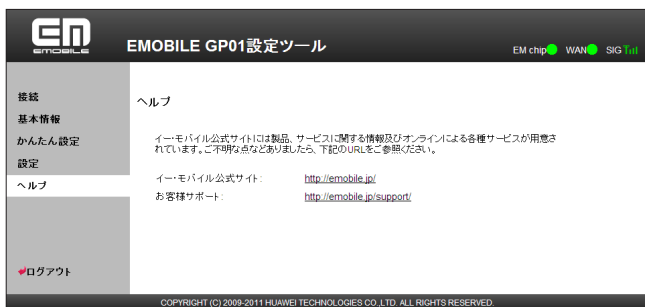 EM
EMOBILE
EMOBILE GP01設定ツール
EM chip WAN SIG
接続
基本情報
かんたん設定
設定
ヘルプ
ログアウト
ヘルプ
イー・モバイル公式サイトには製品、サービスに関する情報及びオンラインによる各種サービスが用意さ
れています。ご不明な点などありましたら、下記のURLをご参照ください。
イー・モバイル公式サイト: http://emobile.jp/
お客様サポート: http://emobile.jp/support/
COPYRIGHT (C) 2009-2011 HUAWEI TECHNOLOGIES CO.,LTD. ALL RIGHTS RESERVED.